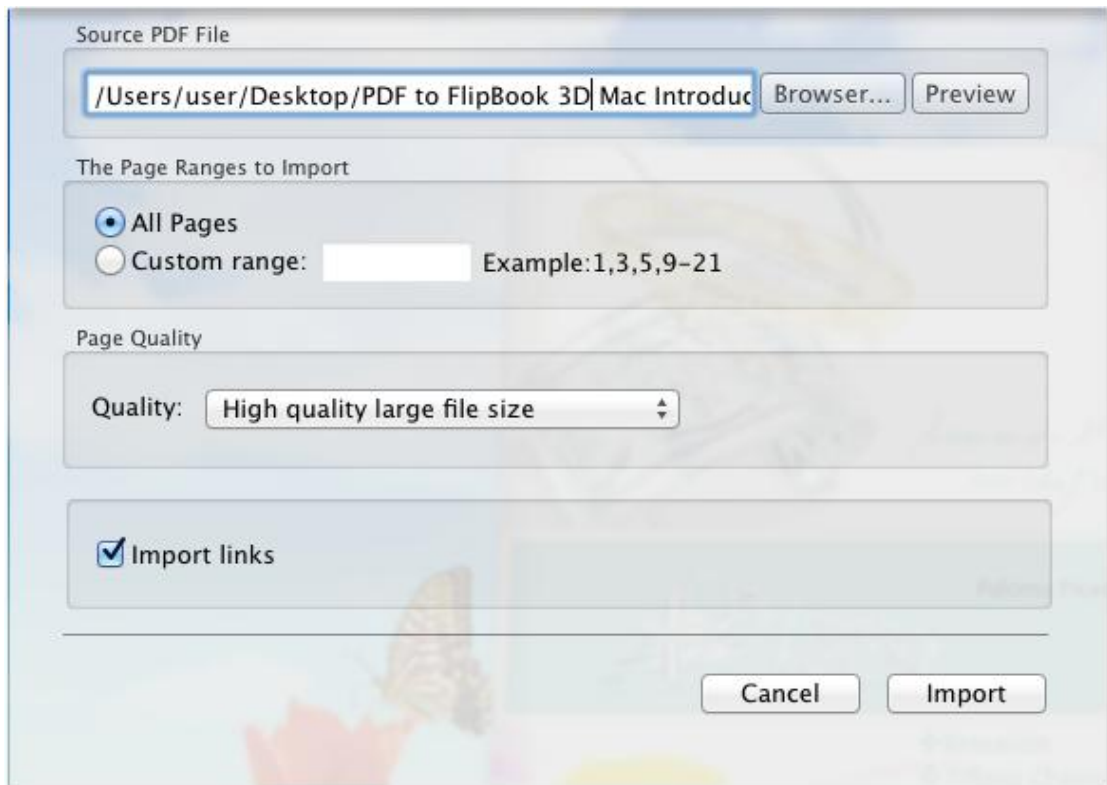 Source PDF File
/Users/user/Desktop/PDF to FlipBook 3D Mac Introduc Browser... Preview
The Page Ranges to Import
All Pages
Custom range: Example:1,3,5,9-21
Page Quality
Quality: High quality large file size
Import links
Cancel Import